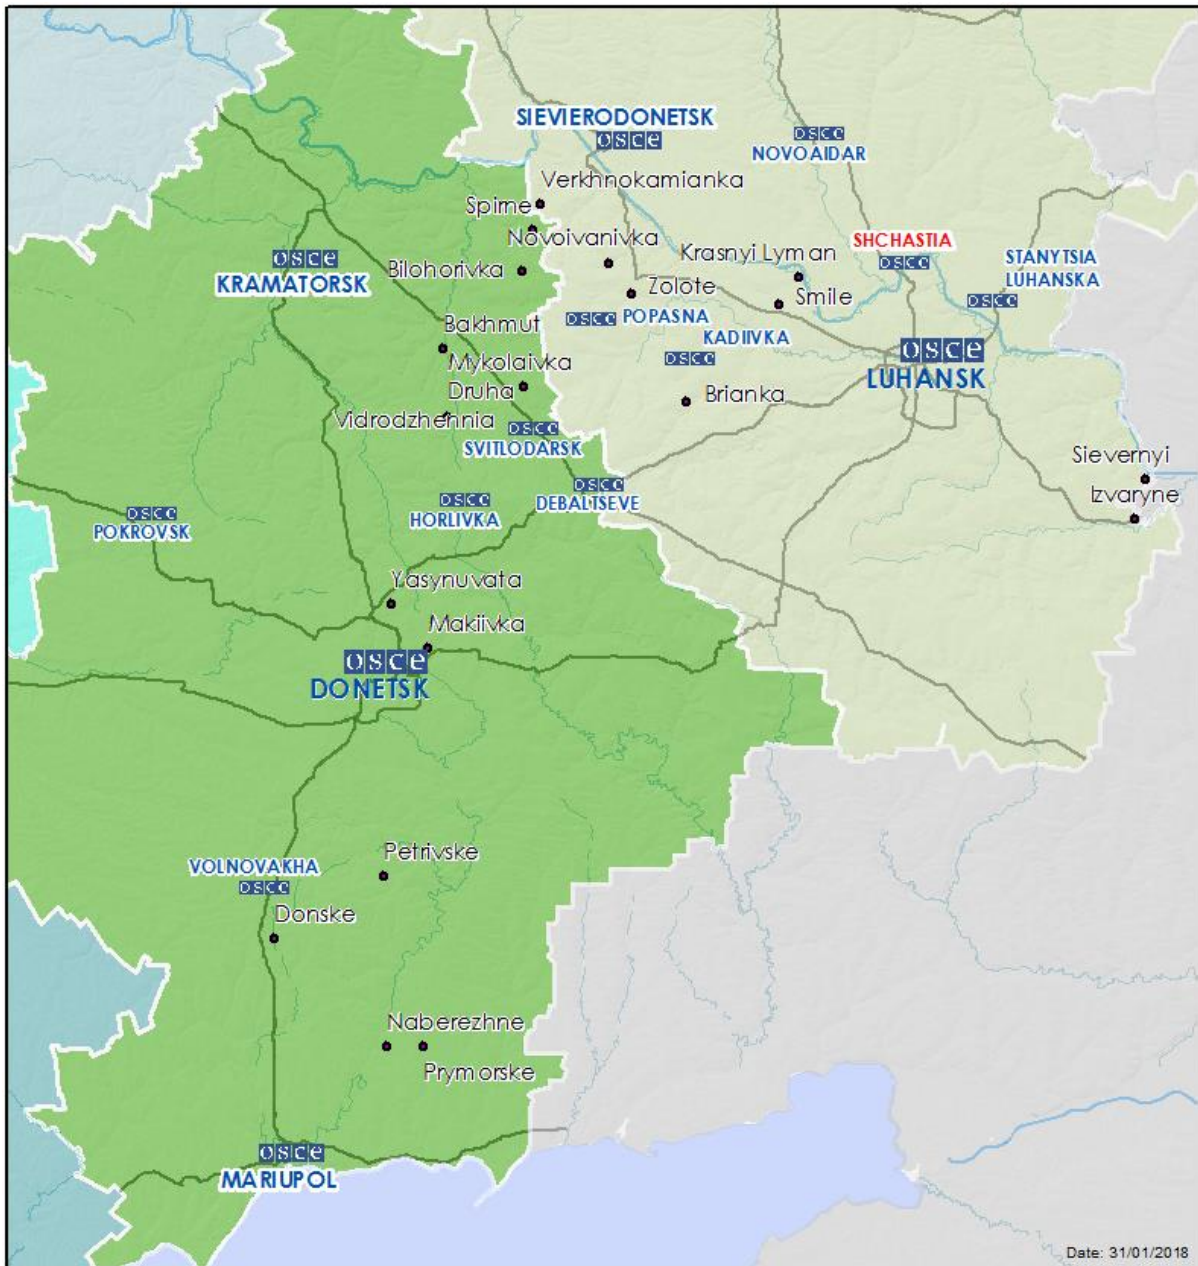 SIEVIERODONETSK
osce
osce
NOVOAIDAR
Verkhnokamianka
Spirne
Novoivanivka
SHCHASTIA
osce
STANYTSIA
LUHANSKA
osce
osce
KRAMATORSK
Bilohorivka
Krasnyi Lyman
Zolote
Smile
osce
POPASNA
KADIIVKA
osce
Bakhmut
osce
LUHANSK
Mykolaivka
Druha
Brianka
Vidrodzhennia
osce
SVITLODARSK
Sievernyi
osce
DEBALTSEVE
Izvaryne
osce
HORLIVKA
osce
POKROVSK
Yasynuvata
Makiivka
osce
DONETSK
Petrivske
VOLNOVAKHA
osce
Donske
Naberezhne
Prymorske
osce
MARIUPOL
Date: 31/01/2018